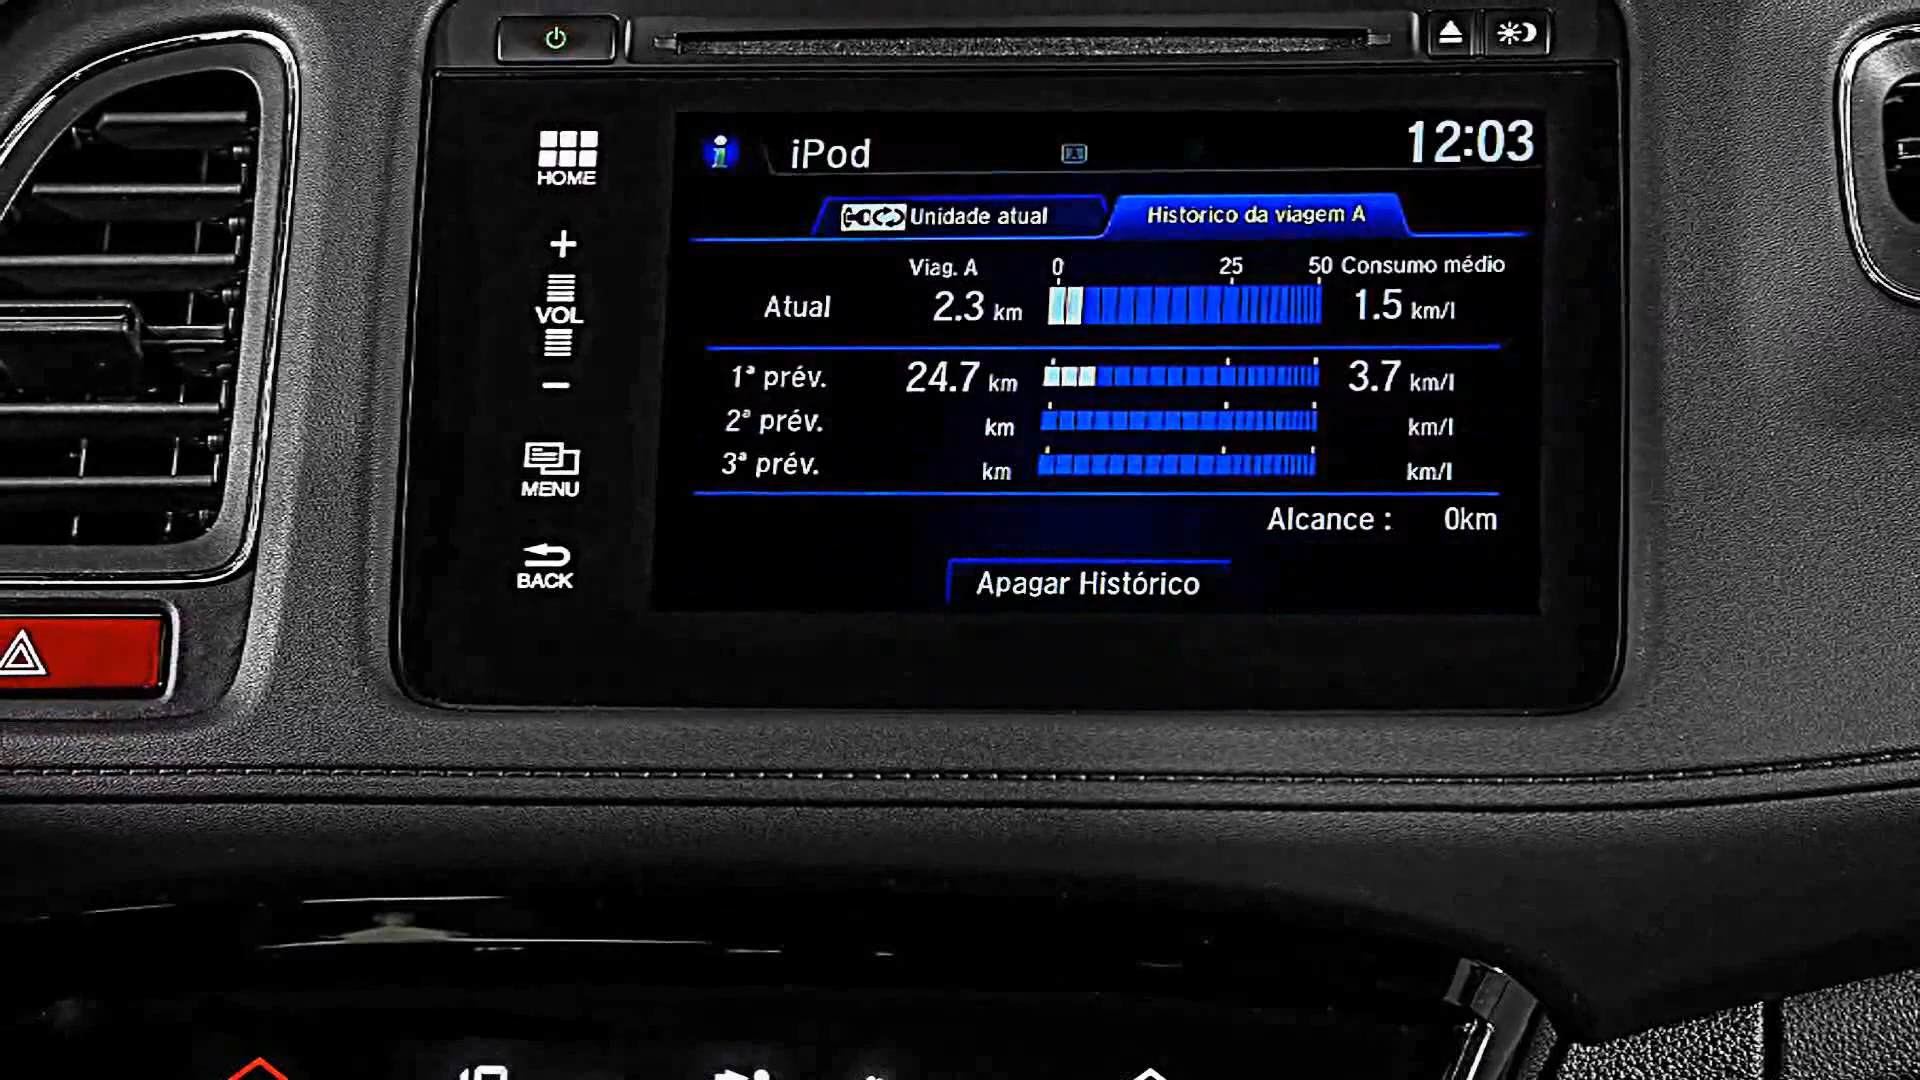 HOME
VOL
MENU
BACK
iPod
12:03
Unidade atual
Histórico da viagem A
Viag. A 0 25 50 Consumo médio
Atual 2.3 km 1.5 km/l
1ª prév. 24.7 km 3.7 km/l
2ª prév. km km/l
3ª prév. km km/l
Alcance : 0km
Apagar Histórico